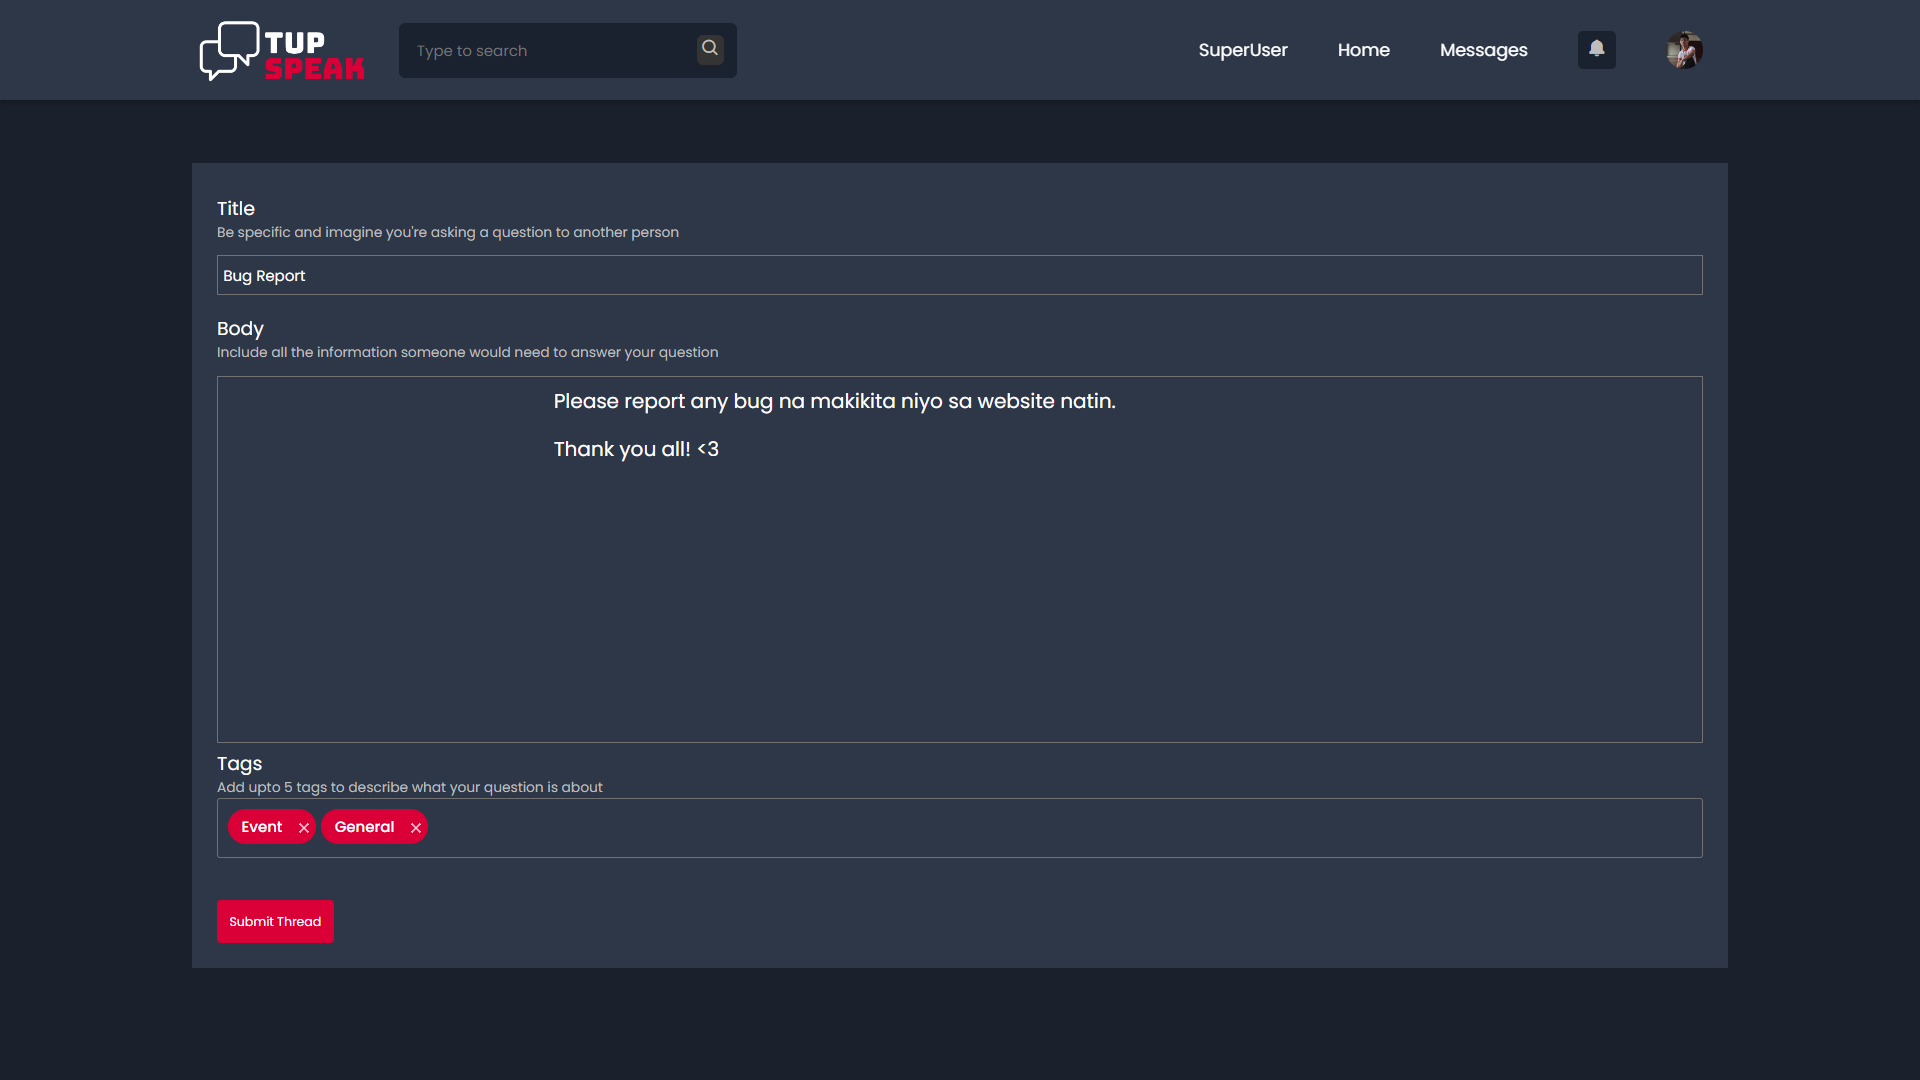 TUP
SPEAK
Type to search
SuperUser
Home
Messages
Title
Be specific and imagine you're asking a question to another person
Bug Report
Body
Include all the information someone would need to answer your question
Please report any bug na makikita niyo sa website natin.
Thank you all! <3
Tags
Add upto 5 tags to describe what your question is about
Event
General
Submit Thread